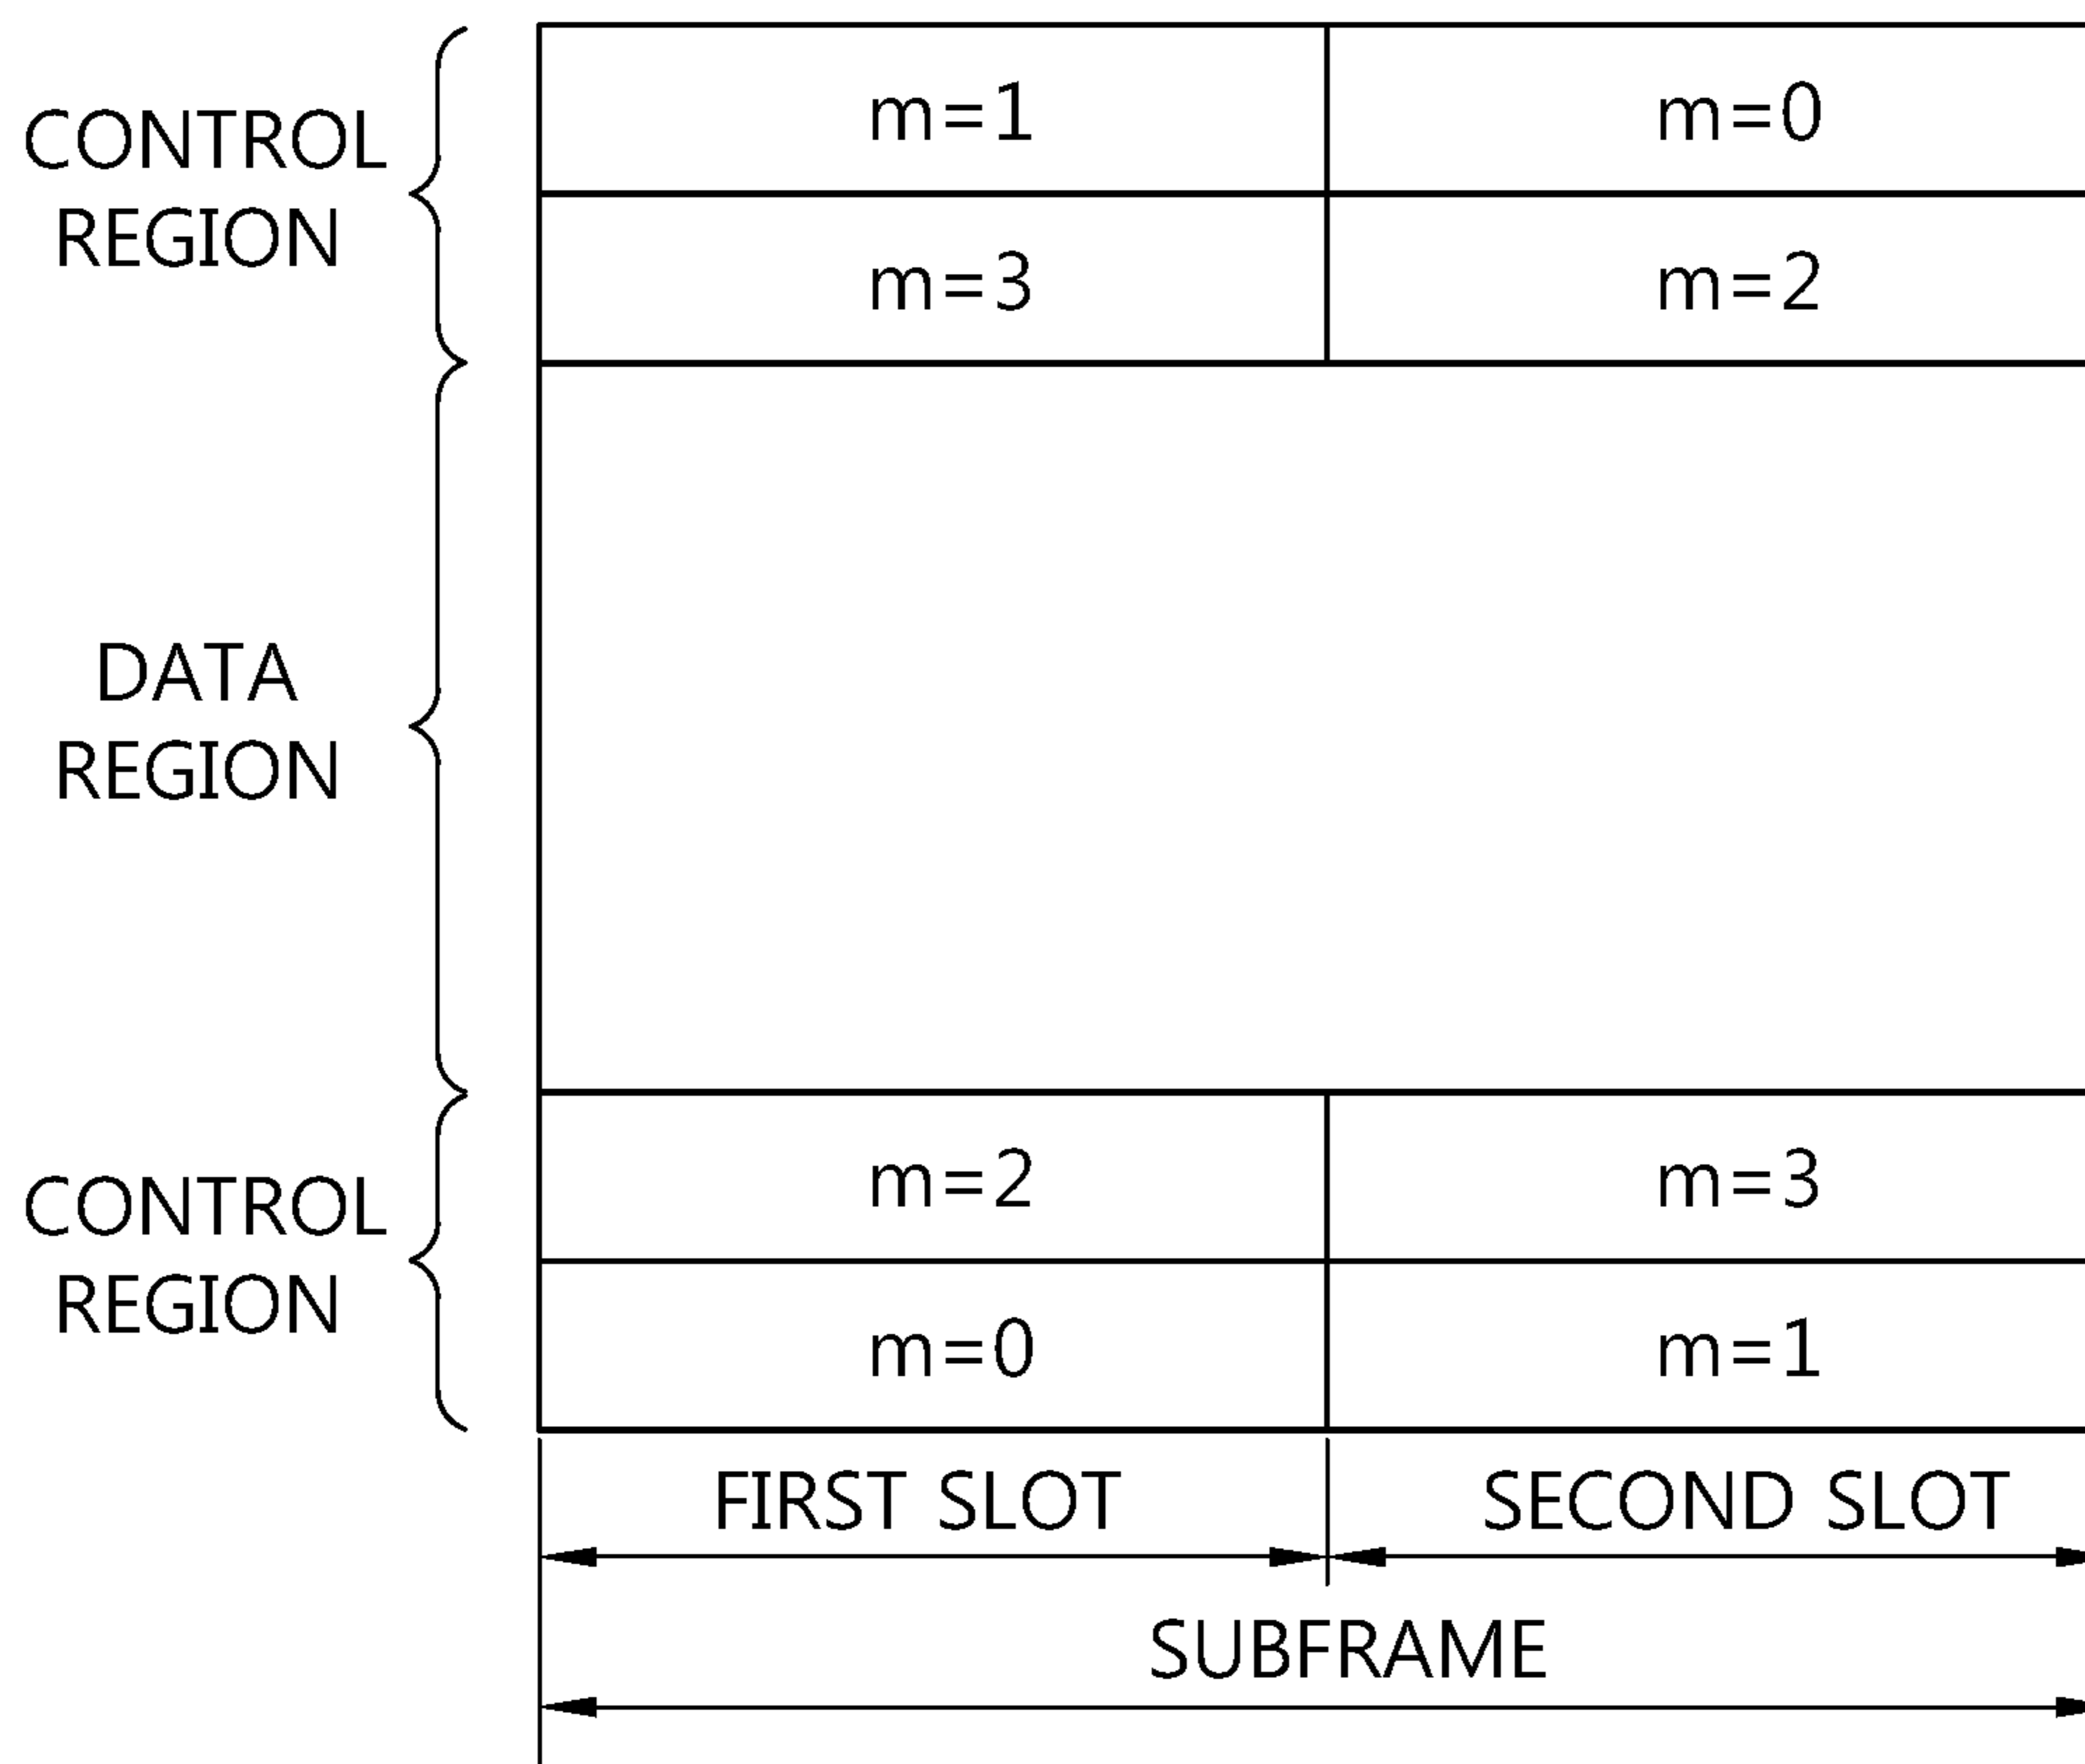 m=1 m=0
CONTROL
REGION
m=3 m=2
DATA
REGION
m=2 m=3
CONTROL
REGION
m=0 m=1
FIRST SLOT SECOND SLOT
SUBFRAME